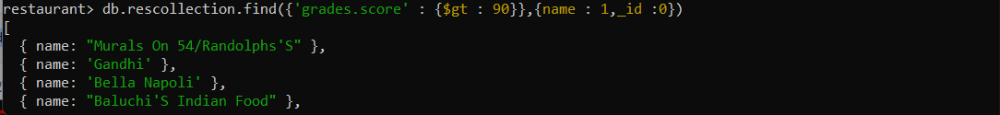 restaurant> db.rescollection.find({'grades.score' : {$gt : 90}},{name : 1,_id :0})
[
{ name: "Murals On 54/Randolphs'S" },
{ name: 'Gandhi' },
{ name: 'Bella Napoli' },
{ name: "Baluchi'S Indian Food" },